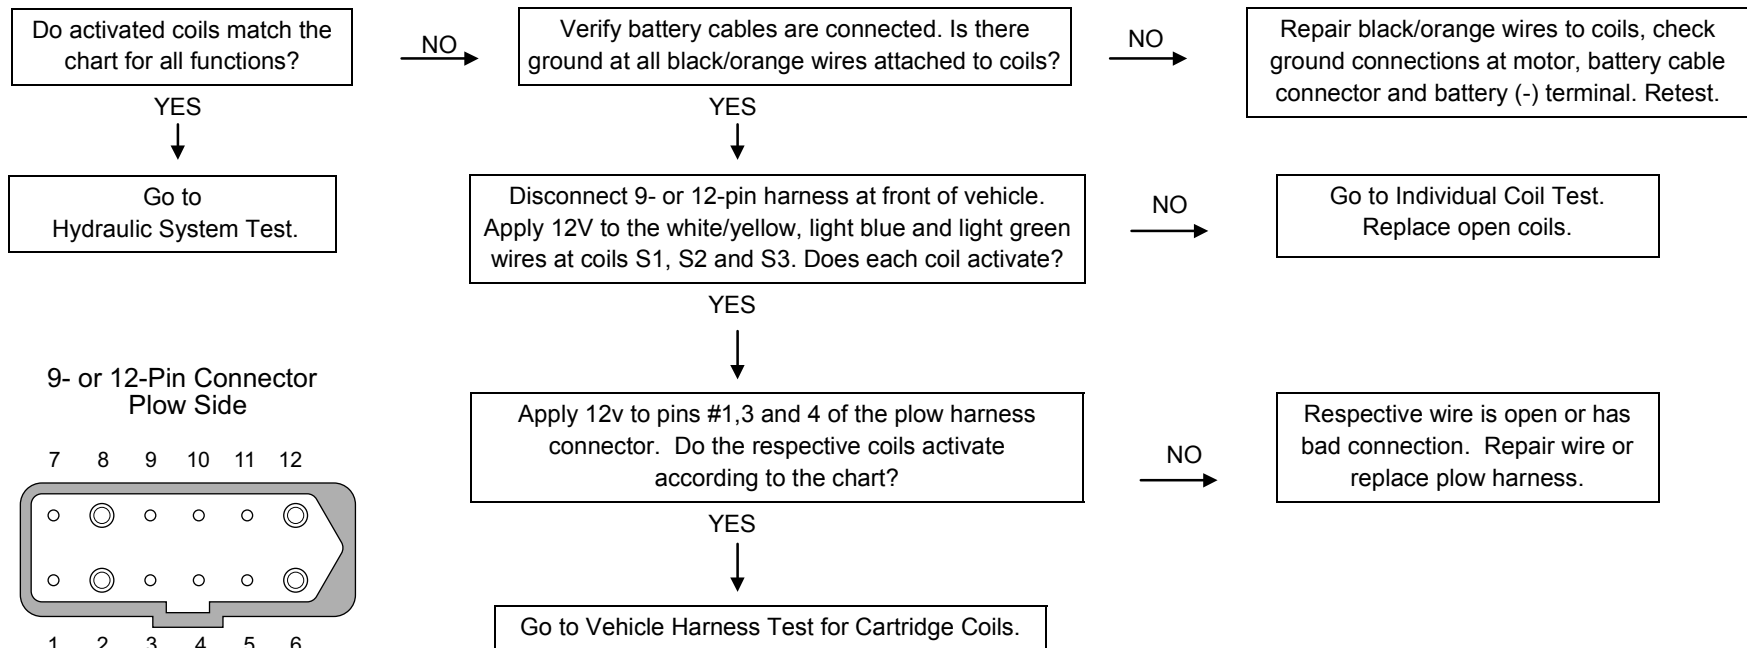 Do activated coils match the
chart for all functions?
NO
Verify battery cables are connected. Is there
ground at all black/orange wires attached to coils?
NO
Repair black/orange wires to coils, check
ground connections at motor, battery cable
connector and battery (-) terminal. Retest.
YES
YES
Go to
Hydraulic System Test.
Disconnect 9- or 12-pin harness at front of vehicle.
Apply 12V to the white/yellow, light blue and light green
wires at coils S1, S2 and S3. Does each coil activate?
NO
Go to Individual Coil Test.
Replace open coils.
YES
9- or 12-Pin Connector
Plow Side
Apply 12v to pins #1,3 and 4 of the plow harness
connector.  Do the respective coils activate
according to the chart?
NO
Respective wire is open or has
bad connection.  Repair wire or
replace plow harness.
7 8 9 10 11 12
YES
1 2 3 4 5 6
Go to Vehicle Harness Test for Cartridge Coils.